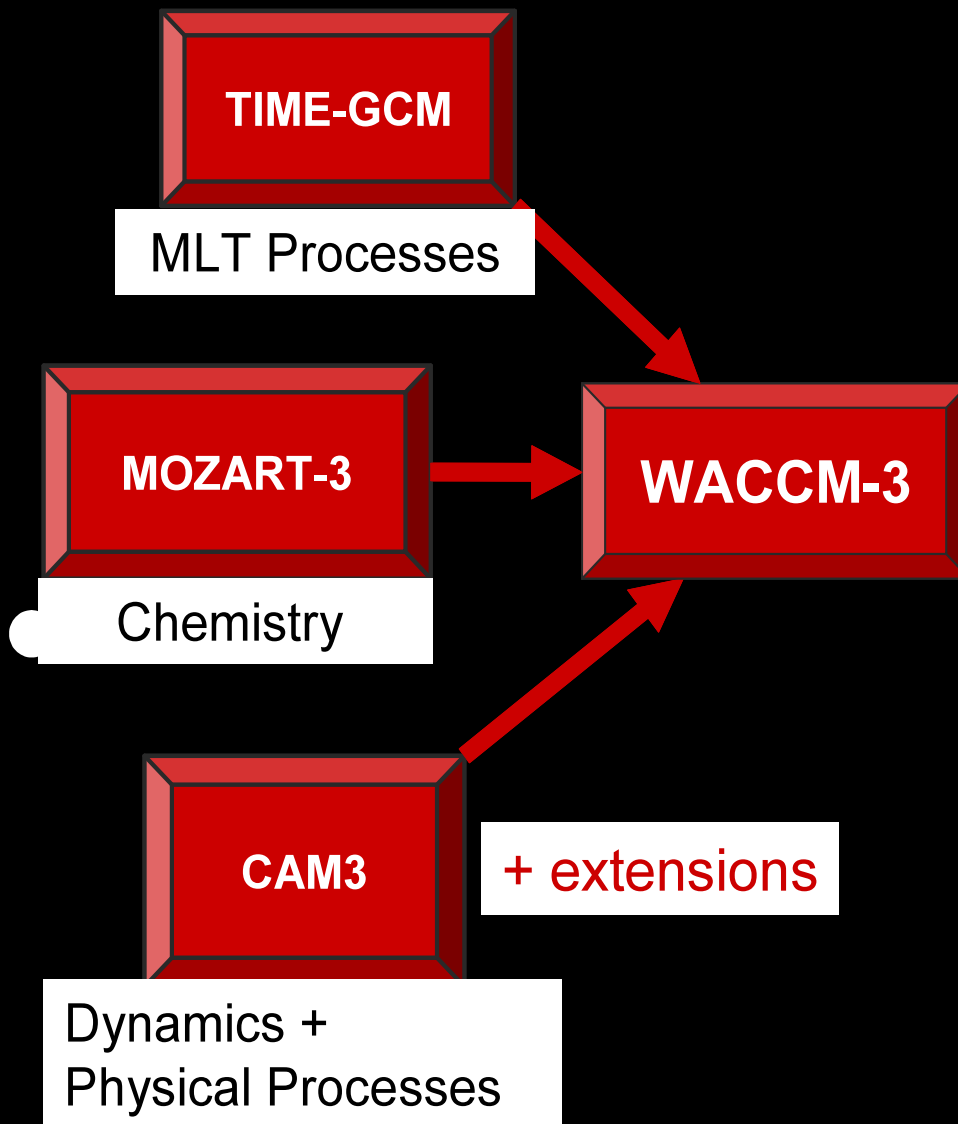 TIME-GCM
MLT Processes
MOZART-3
WACCM-3
Chemistry
CAM3
+ extensions
Dynamics +
Physical Processes